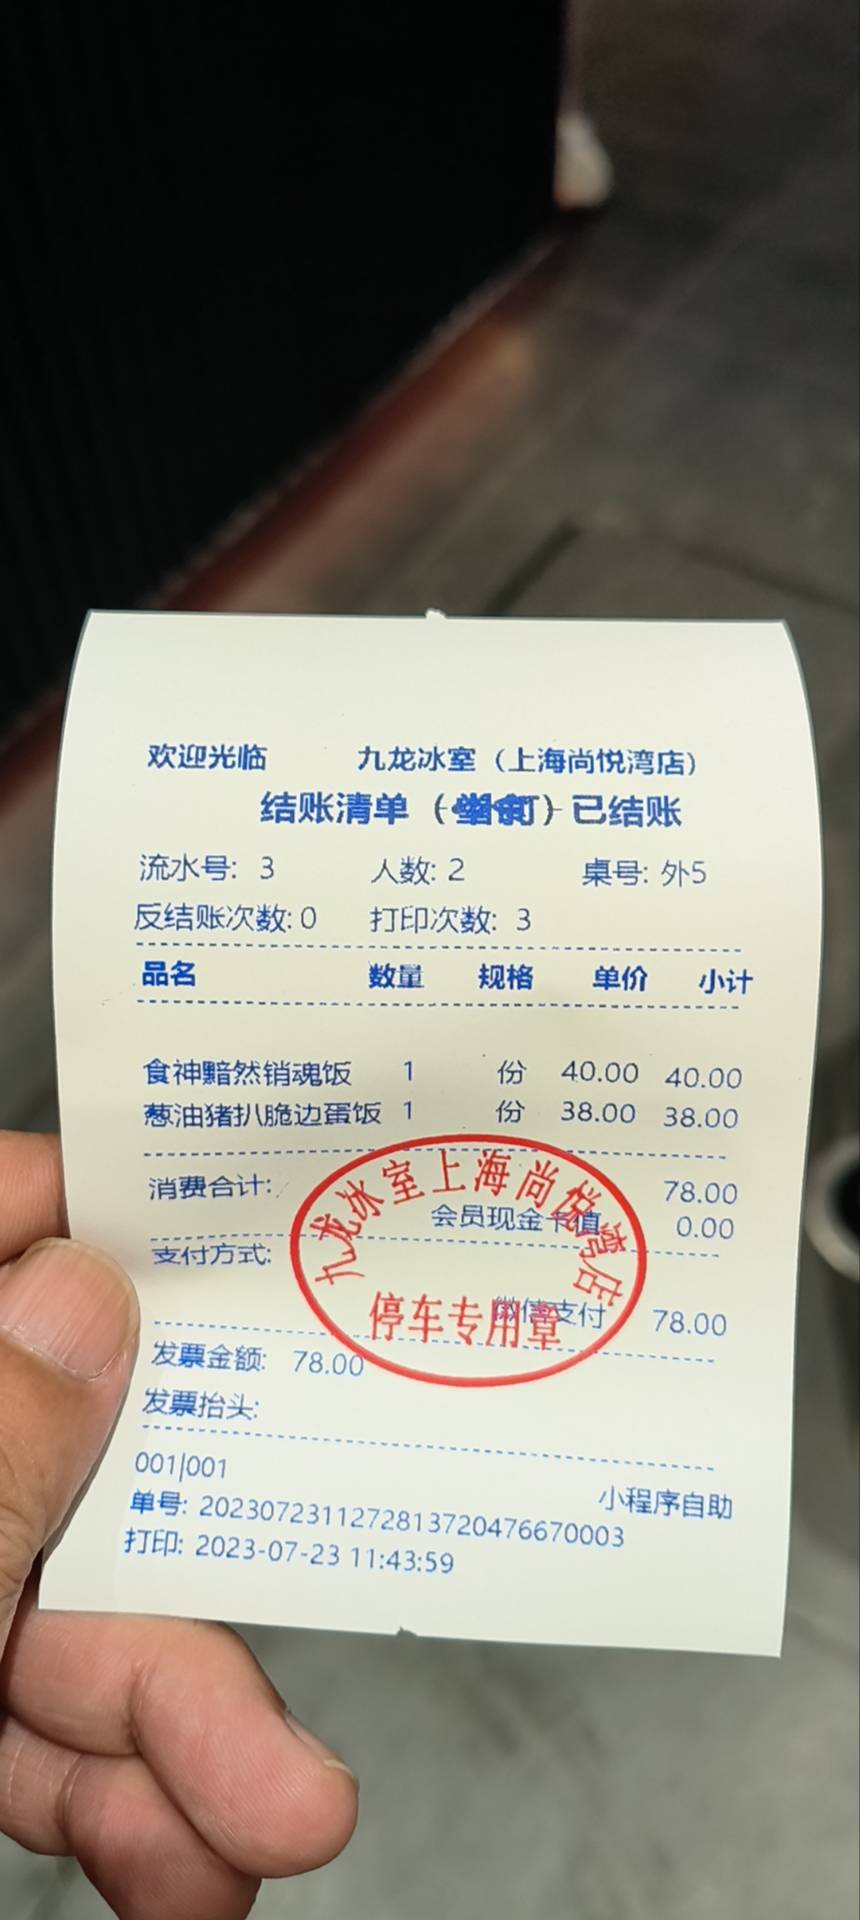 欢迎光临 九龙冰室（上海尚悦湾店）
结账清单（）已结账
流水号: 3 人数: 2 桌号: 外5
反结账次数: 0 打印次数: 3
品名 数量 规格 单价 小计
食神黯然销魂饭 1 份 40.00 40.00
葱油猪扒脆边蛋饭 1 份 38.00 38.00
消费合计: 78.00
会员现金卡值 0.00
支付方式:
微信支付 78.00
九龙冰室上海尚悦湾店
停车专用章
发票金额: 78.00
发票抬头:
001|001
小程序自助
单号: 20230723112728137204766​70003
打印: 2023-07-23 11:43:59